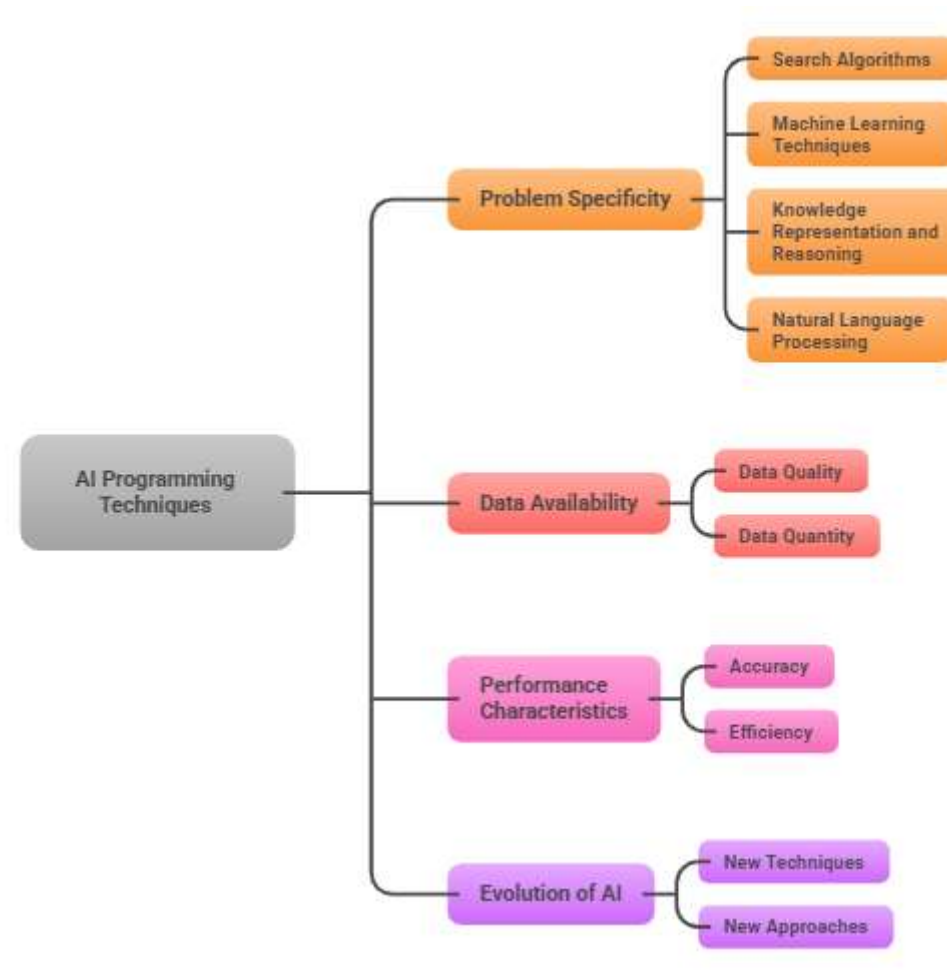 AI Programming
Techniques
Problem Specificity
Search Algorithms
Machine Learning
Techniques
Knowledge
Representation and
Reasoning
Natural Language
Processing
Data Availability
Data Quality
Data Quantity
Performance
Characteristics
Accuracy
Efficiency
Evolution of AI
New Techniques
New Approaches